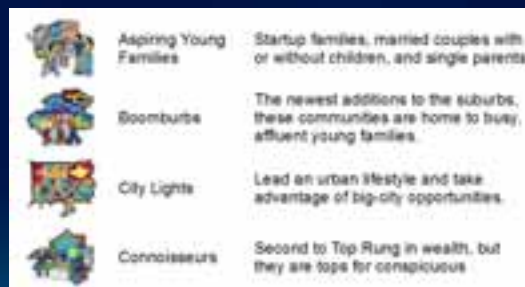 Aspiring Young
Families
Startup families, married couples with
or without children, and single parents
Boomburbs
The newest additions to the suburbs,
these communities are home to busy,
affluent young families.
City Lights
Lead an urban lifestyle and take
advantage of big-city opportunities.
Connoisseurs
Second to Top Rung in wealth, but
they are tops for conspicuous